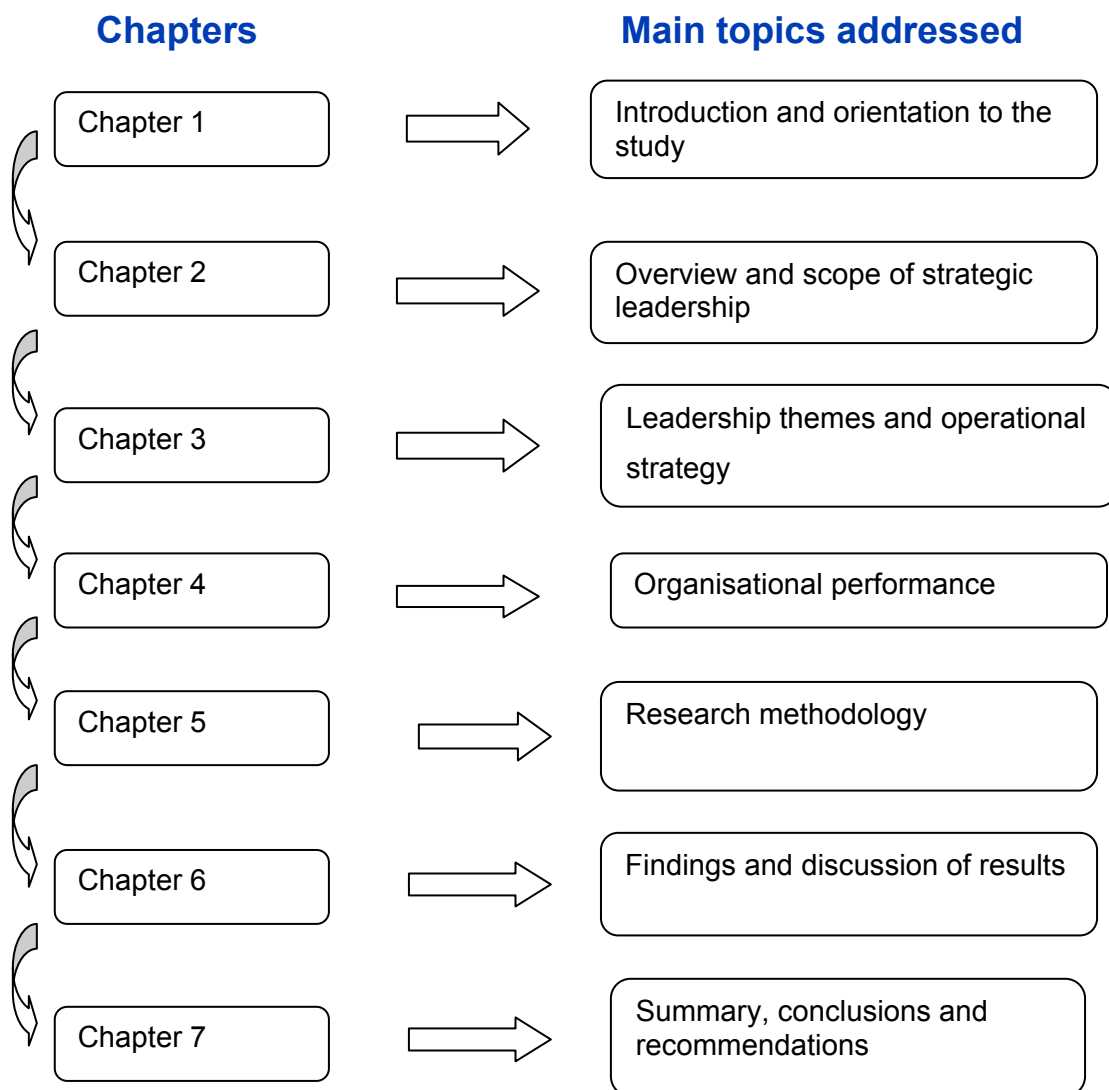 Chapters
Main topics addressed
Chapter 1
Introduction and orientation to the
study
Chapter 2
Overview and scope of strategic
leadership
Chapter 3
Leadership themes and operational
strategy
Chapter 4
Organisational performance
Chapter 5
Research methodology
Chapter 6
Findings and discussion of results
Chapter 7
Summary, conclusions and
recommendations